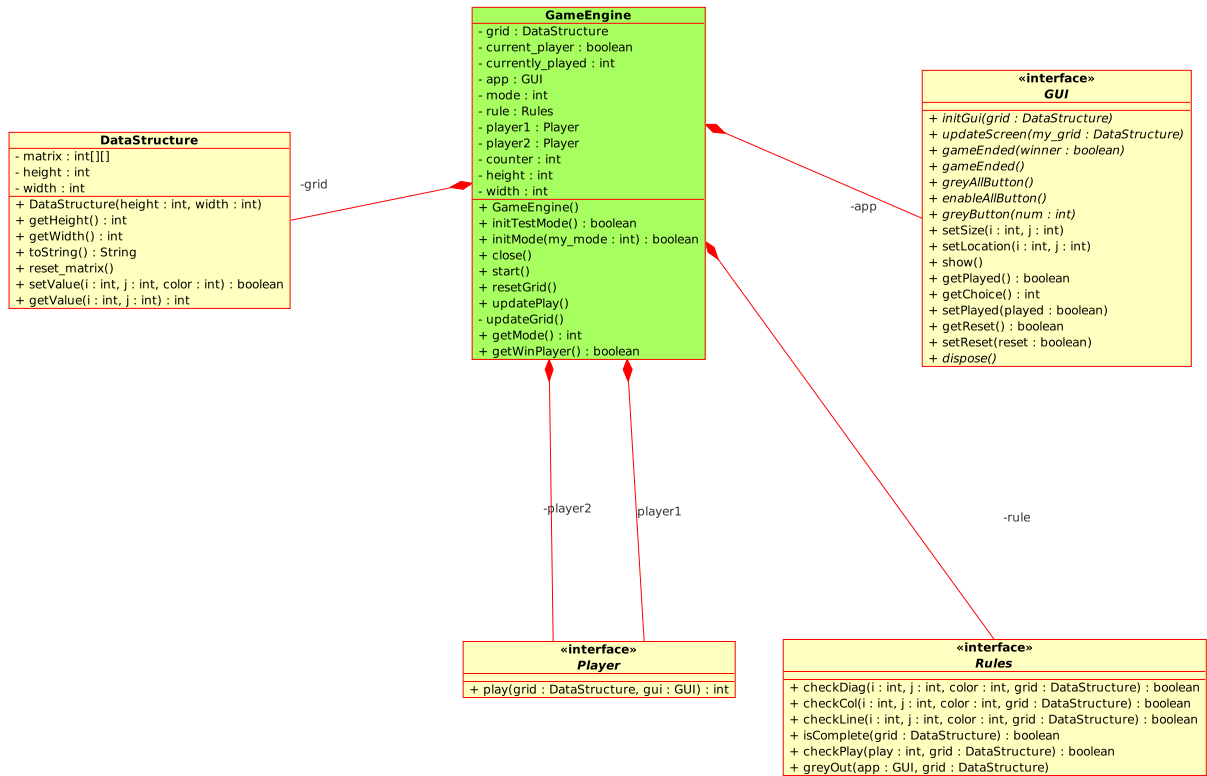 GameEngine
- grid : DataStructure
- current_player : boolean
- currently_played : int
- app : GUI
- mode : int
- rule : Rules
- player1 : Player
- player2 : Player
- counter : int
- height : int
- width : int
+ GameEngine()
+ initTestMode() : boolean
+ initMode(my_mode : int) : boolean
+ close()
+ start()
+ resetGrid()
+ updatePlay()
- updateGrid()
+ getMode() : int
+ getWinPlayer() : boolean
«interface»
GUI
+ initGui(grid : DataStructure)
+ updateScreen(my_grid : DataStructure)
+ gameEnded(winner : boolean)
+ gameEnded()
+ greyAllButton()
+ enableAllButton()
+ greyButton(num : int)
+ setSize(i : int, j : int)
+ setLocation(i : int, j : int)
+ show()
+ getPlayed() : boolean
+ getChoice() : int
+ setPlayed(played : boolean)
+ getReset() : boolean
+ setReset(reset : boolean)
+ dispose()
DataStructure
- matrix : int[][]
- height : int
- width : int
+ DataStructure(height : int, width : int)
+ getHeight() : int
+ getWidth() : int
+ toString() : String
+ reset_matrix()
+ setValue(i : int, j : int, color : int) : boolean
+ getValue(i : int, j : int) : int
-grid
-app
-player2
player1
-rule
«interface»
Player
+ play(grid : DataStructure, gui : GUI) : int
«interface»
Rules
+ checkDiag(i : int, j : int, color : int, grid : DataStructure) : boolean
+ checkCol(i : int, j : int, color : int, grid : DataStructure) : boolean
+ checkLine(i : int, j : int, color : int, grid : DataStructure) : boolean
+ isComplete(grid : DataStructure) : boolean
+ checkPlay(play : int, grid : DataStructure) : boolean
+ greyOut(app : GUI, grid : DataStructure)